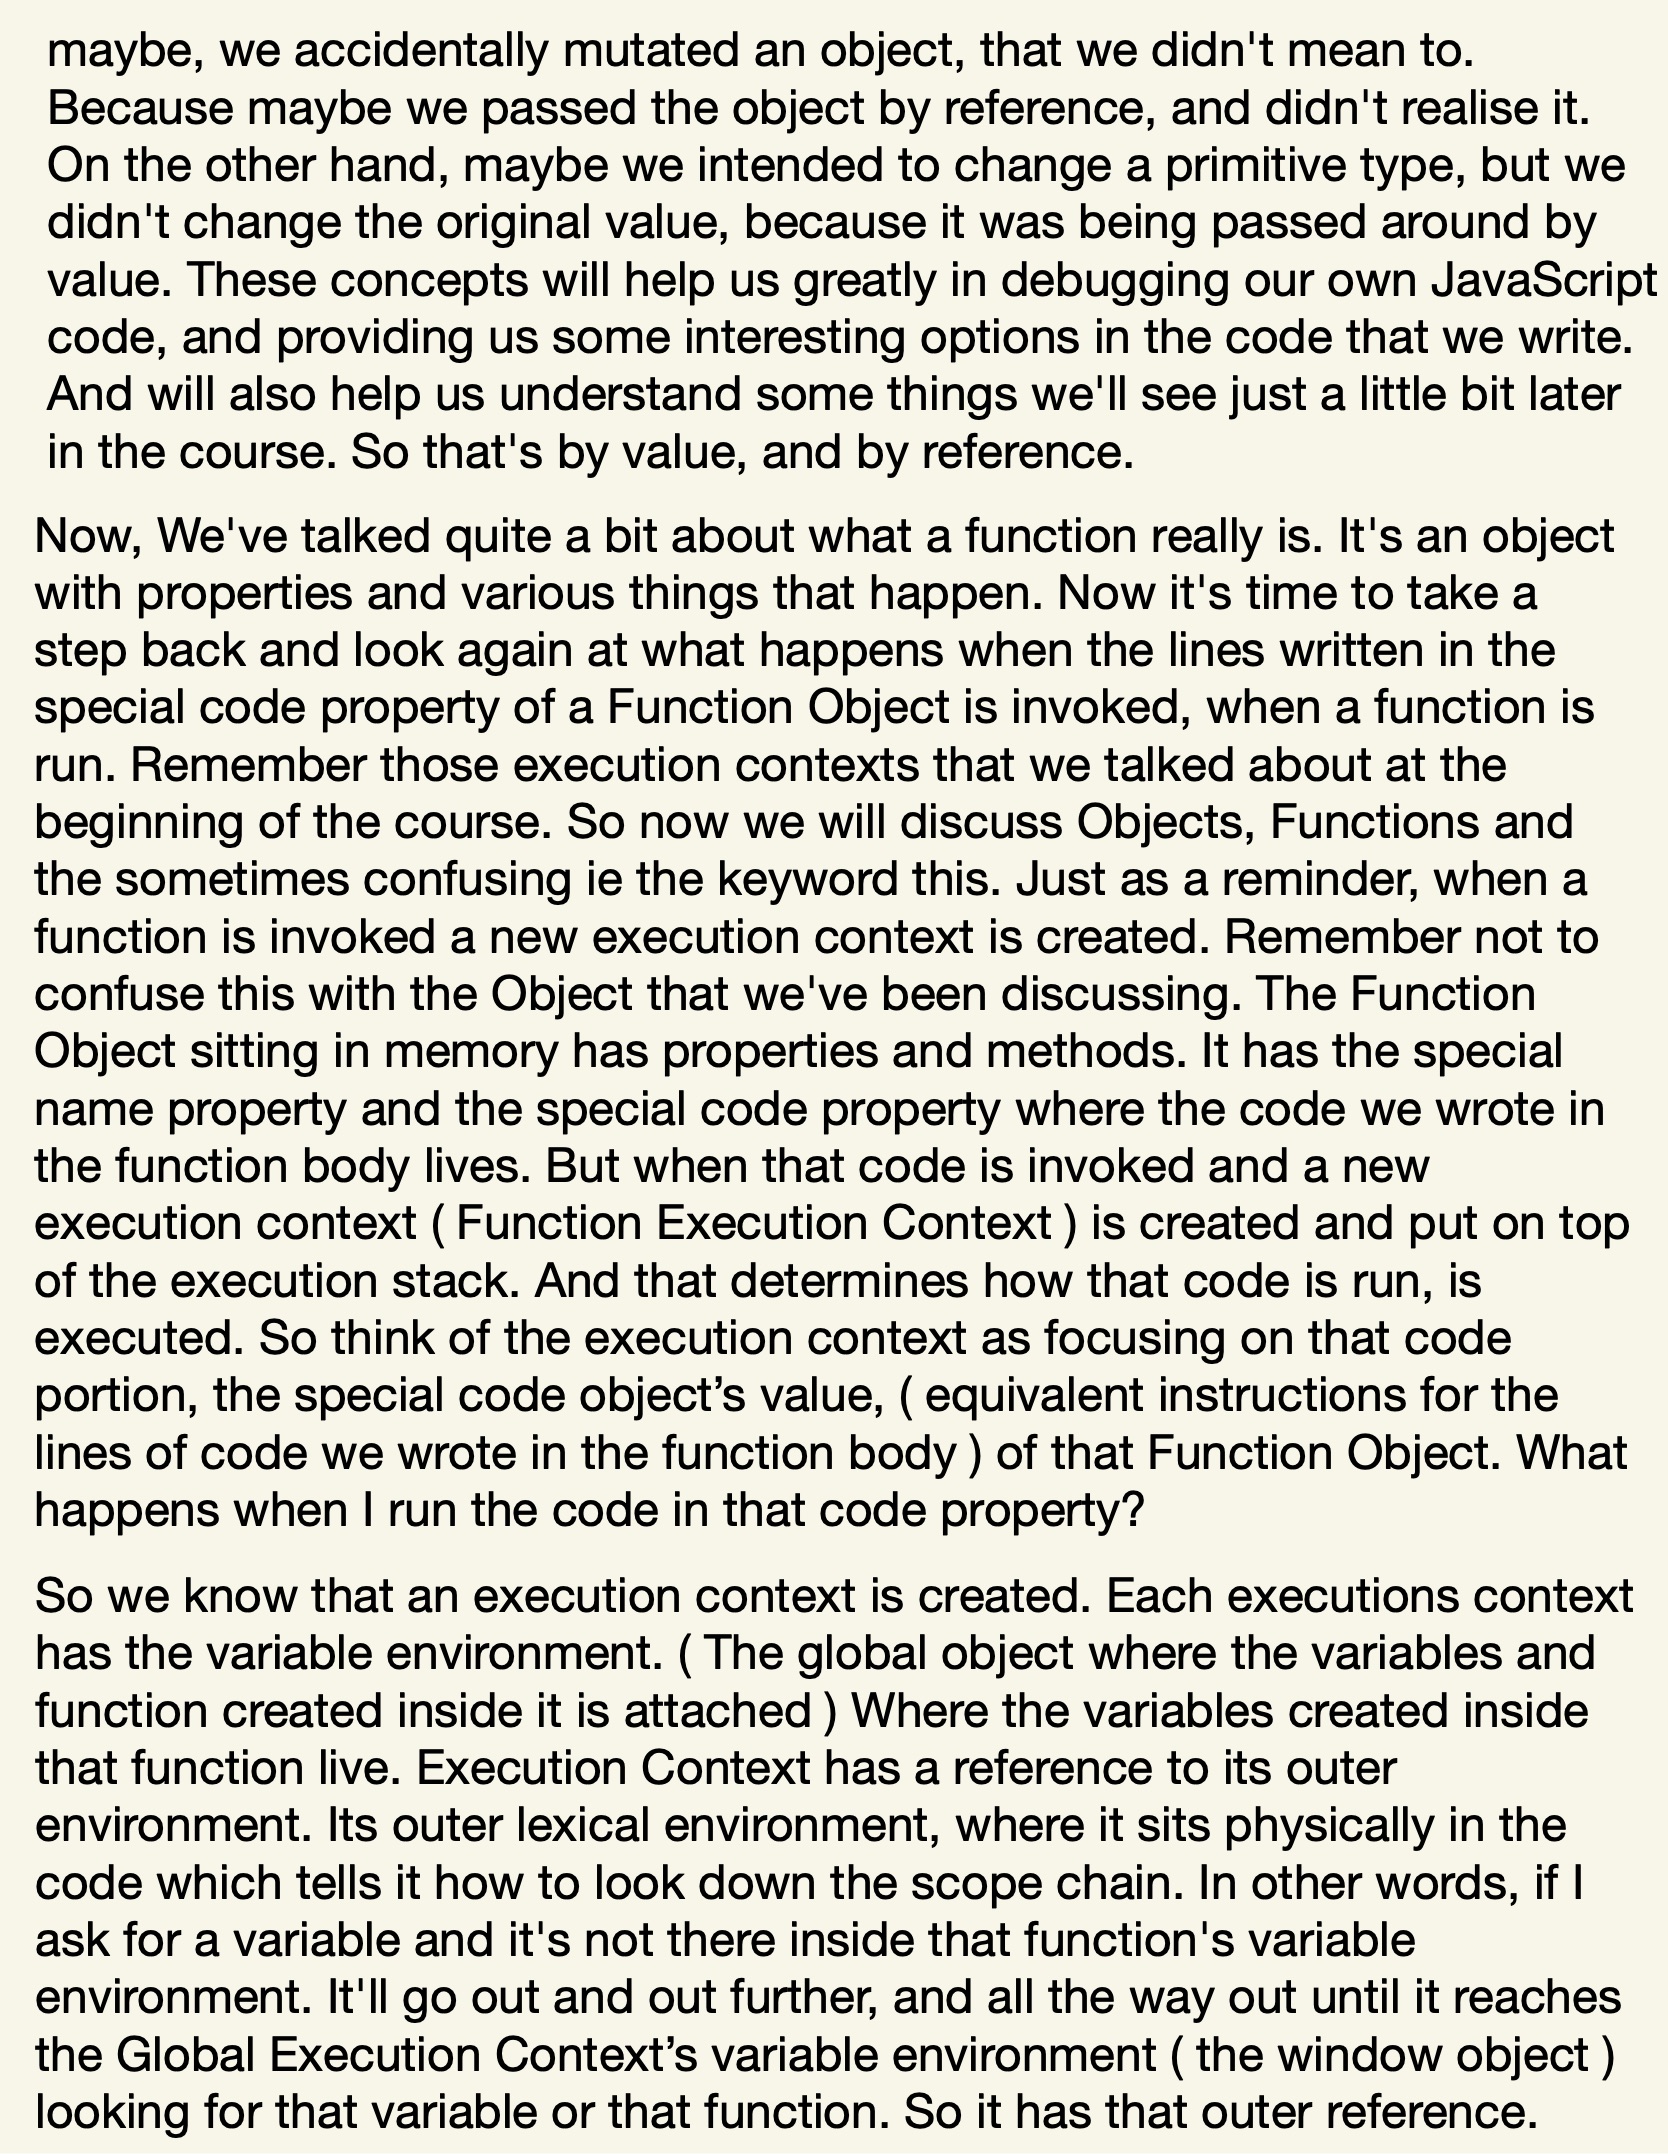 maybe, we accidentally mutated an object, that we didn't mean to.
Because maybe we passed the object by reference, and didn't realise it.
On the other hand, maybe we intended to change a primitive type, but we
didn't change the original value, because it was being passed around by
value. These concepts will help us greatly in debugging our own JavaScript
code, and providing us some interesting options in the code that we write.
And will also help us understand some things we'll see just a little bit later
in the course. So that's by value, and by reference.
Now, We've talked quite a bit about what a function really is. It's an object
with properties and various things that happen. Now it's time to take a
step back and look again at what happens when the lines written in the
special code property of a Function Object is invoked, when a function is
run. Remember those execution contexts that we talked about at the
beginning of the course. So now we will discuss Objects, Functions and
the sometimes confusing ie the keyword this. Just as a reminder, when a
function is invoked a new execution context is created. Remember not to
confuse this with the Object that we've been discussing. The Function
Object sitting in memory has properties and methods. It has the special
name property and the special code property where the code we wrote in
the function body lives. But when that code is invoked and a new
execution context ( Function Execution Context ) is created and put on top
of the execution stack. And that determines how that code is run, is
executed. So think of the execution context as focusing on that code
portion, the special code object’s value, ( equivalent instructions for the
lines of code we wrote in the function body ) of that Function Object. What
happens when I run the code in that code property?
So we know that an execution context is created. Each executions context
has the variable environment. ( The global object where the variables and
function created inside it is attached ) Where the variables created inside
that function live. Execution Context has a reference to its outer
environment. Its outer lexical environment, where it sits physically in the
code which tells it how to look down the scope chain. In other words, if I
ask for a variable and it's not there inside that function's variable
environment. It'll go out and out further, and all the way out until it reaches
the Global Execution Context’s variable environment ( the window object )
looking for that variable or that function. So it has that outer reference.